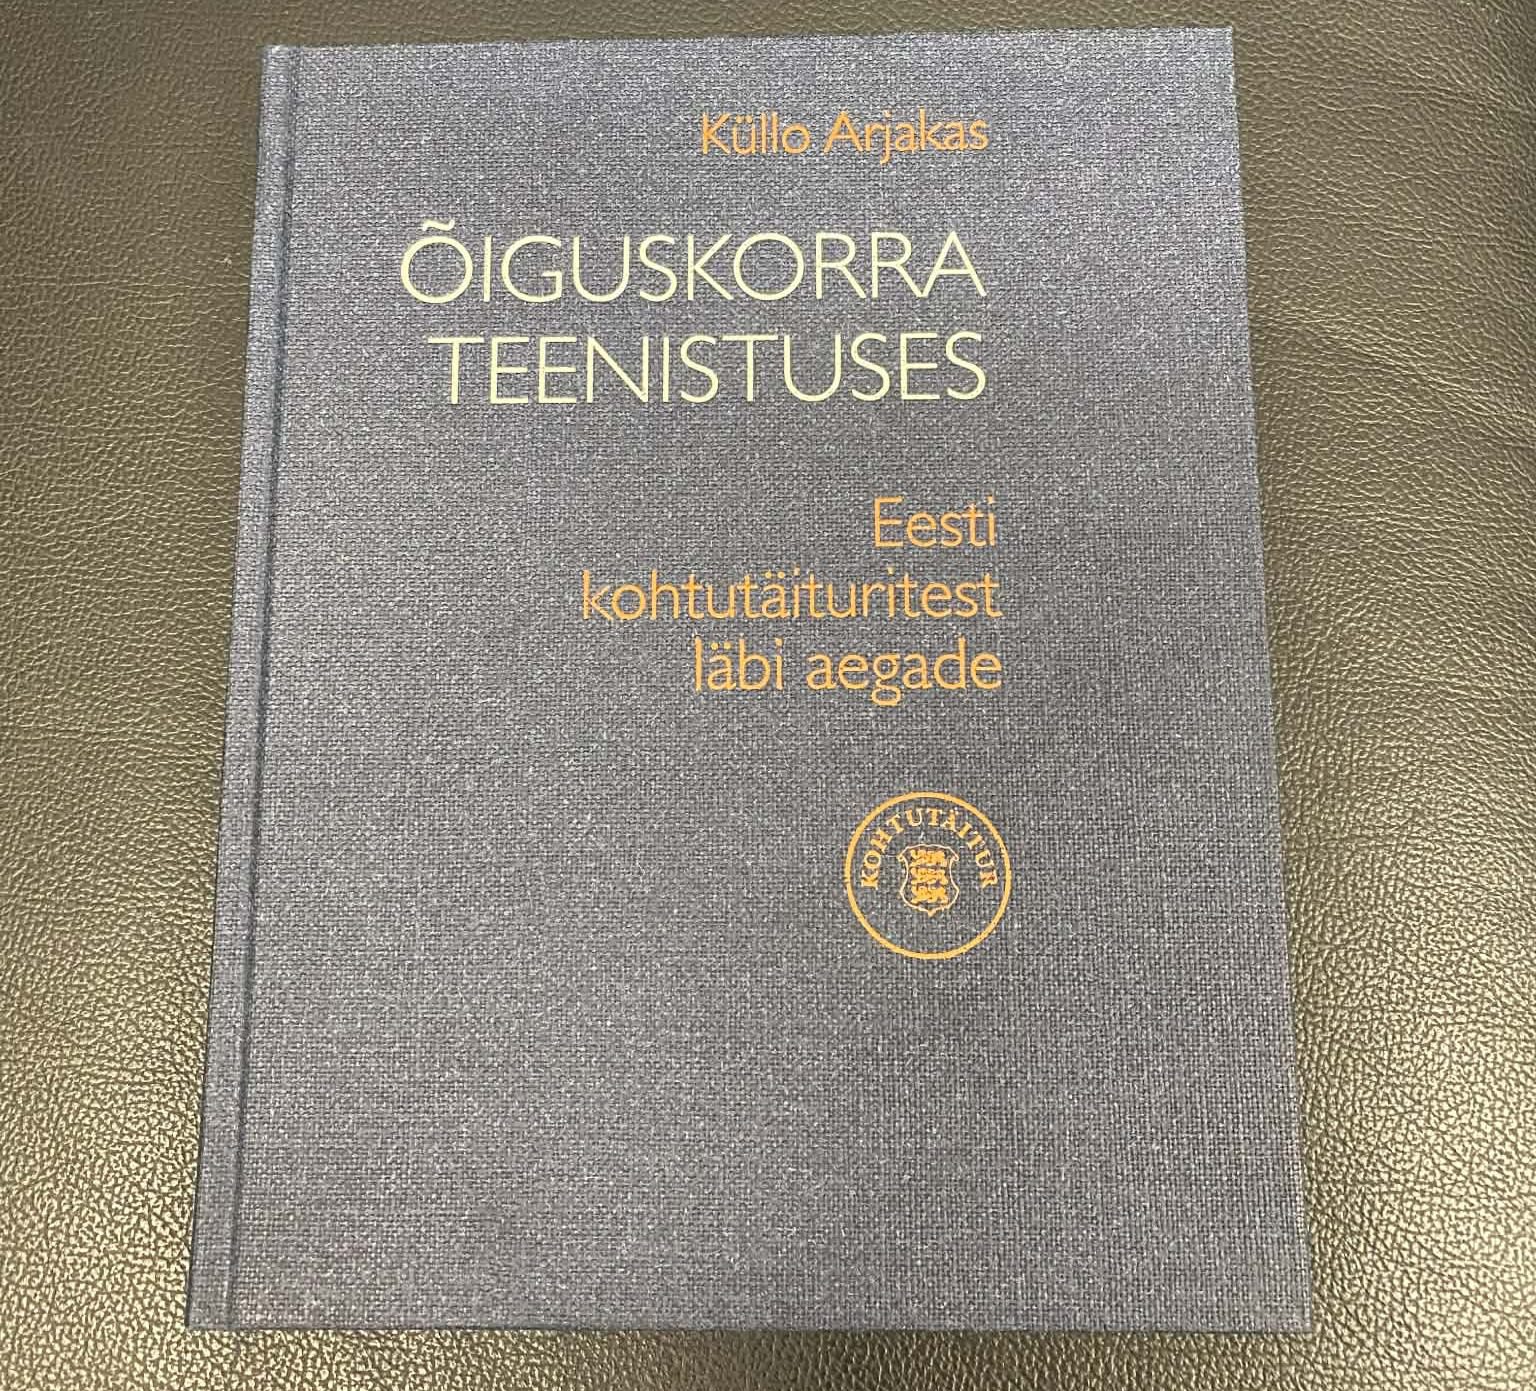 Küllo Arjakas
ÕIGUSKORRA
TEENISTUSES
Eesti
kohtutäituritest
läbi aegade
KOHTUTÄITUR